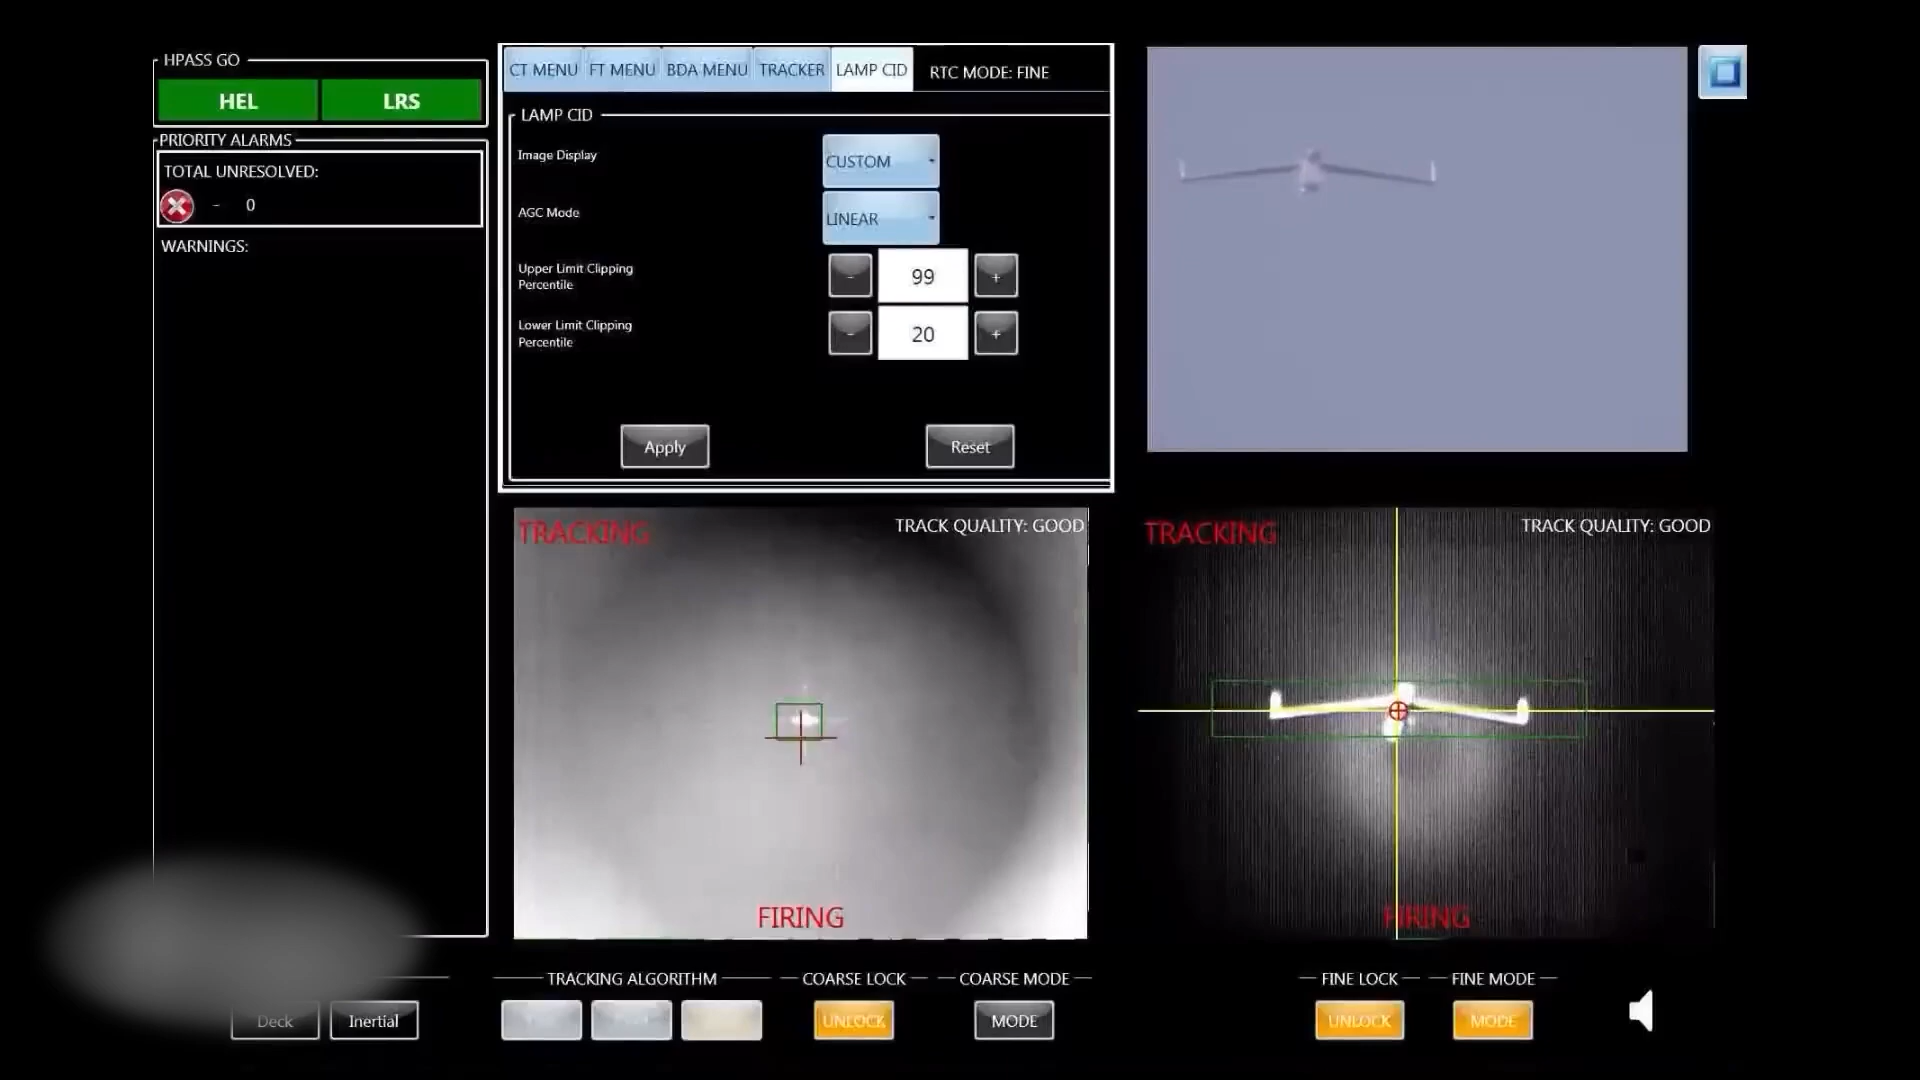 HPASS GO
HEL
LRS
PRIORITY ALARMS
TOTAL UNRESOLVED:
- 0
WARNINGS:
CT MENU
FT MENU
BDA MENU
TRACKER
LAMP CID
RTC MODE: FINE
LAMP CID
Image Display
CUSTOM
AGC Mode
LINEAR
Upper Limit Clipping
Percentile
- 99 +
Lower Limit Clipping
Percentile
- 20 +
Apply
Reset
TRACKING
TRACK QUALITY: GOOD
FIRING
TRACKING
TRACK QUALITY: GOOD
FIRING
Deck
Inertial
TRACKING ALGORITHM
COARSE LOCK
UNLOCK
COARSE MODE
MODE
FINE LOCK
UNLOCK
FINE MODE
MODE